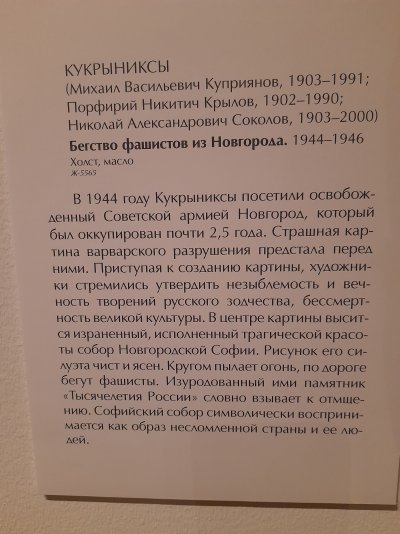 КУКРЫНИКСЫ
(Михаил Васильевич Куприянов, 1903–1991;
Порфирий Никитич Крылов, 1902–1990;
Николай Александрович Соколов, 1903–2000)
Бегство фашистов из Новгорода. 1944–1946
Холст, масло
Ж-5565
В 1944 году Кукрыниксы посетили освобож-
денный Советской армией Новгород, который
был оккупирован почти 2,5 года. Страшная кар-
тина варварского разрушения предстала перед
ними. Приступая к созданию картины, художни-
ки стремились утвердить незыблемость и веч-
ность творений русского зодчества, бессмерт-
ность великой культуры. В центре картины высит-
ся израненный, исполненный трагической красо-
ты собор Новгородской Софии. Рисунок его си-
луэта чист и ясен. Кругом пылает огонь, по дороге
бегут фашисты. Изуродованный ими памятник
«Тысячелетия России» словно взывает к отмще-
нию. Софийский собор символически восприни-
мается как образ несломленной страны и ее лю-
дей.